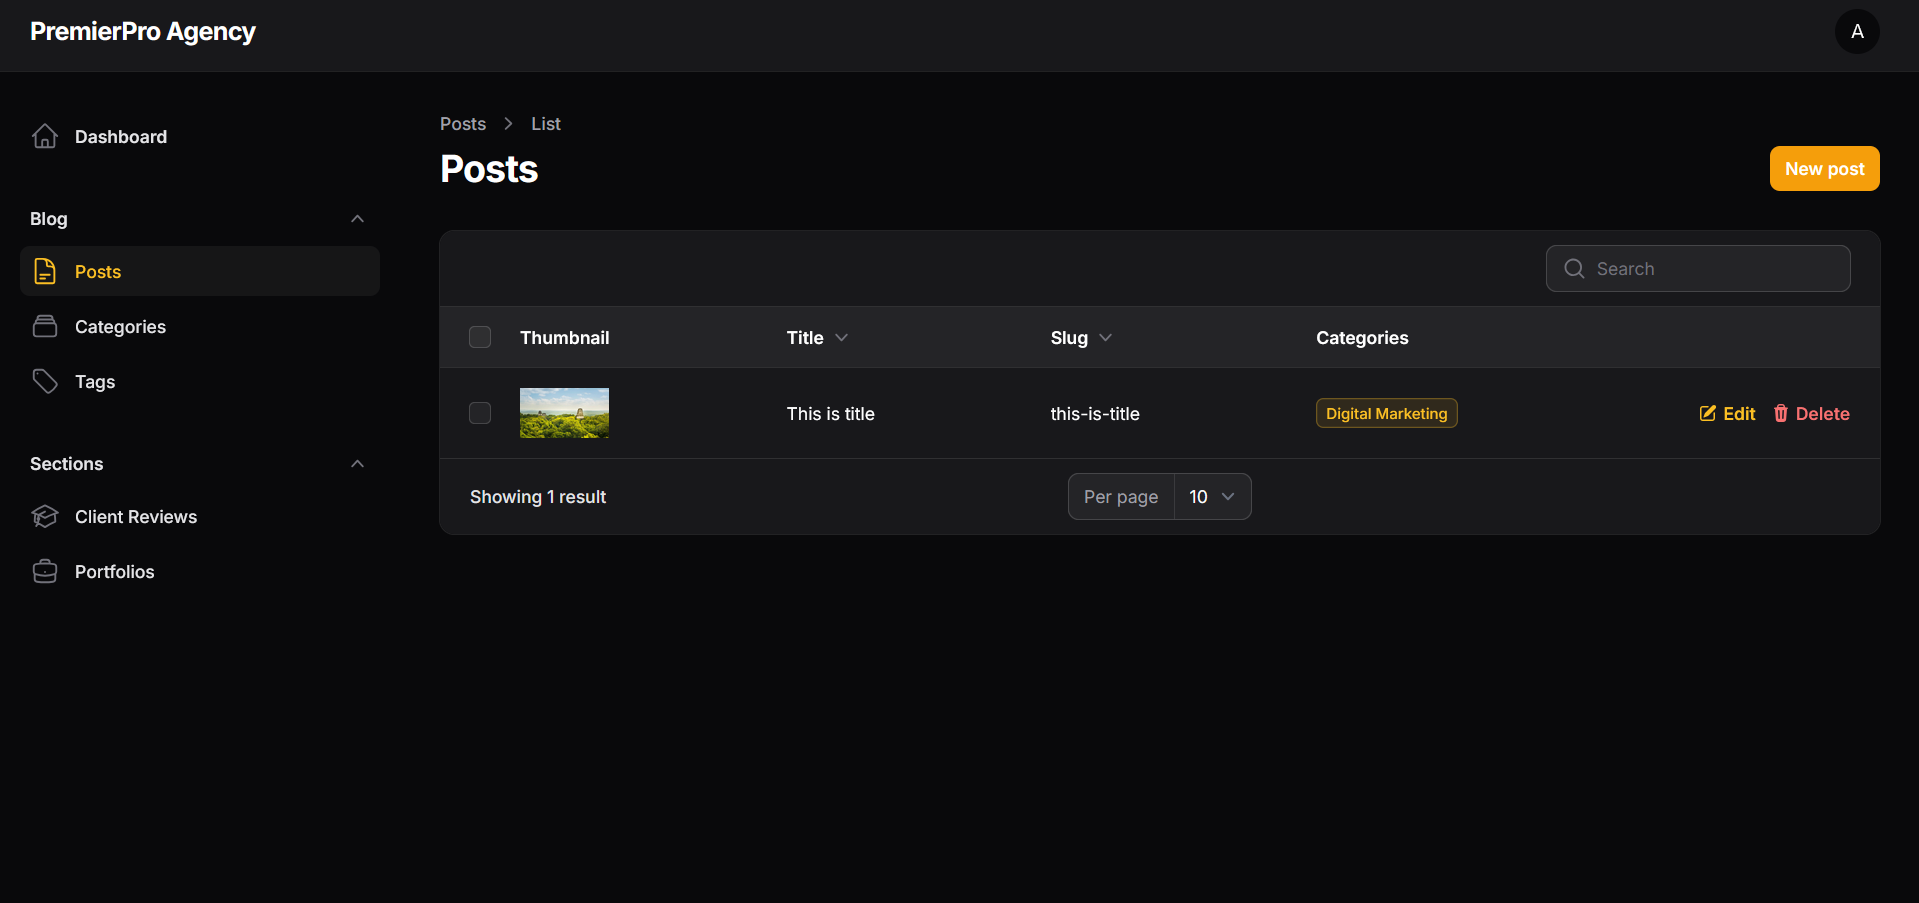 PremierPro Agency
A
Dashboard
Blog
Posts
Categories
Tags
Sections
Client Reviews
Portfolios
Posts > List
Posts
New post
Search
Thumbnail Title Slug Categories
This is title this-is-title Digital Marketing Edit Delete
Showing 1 result
Per page 10